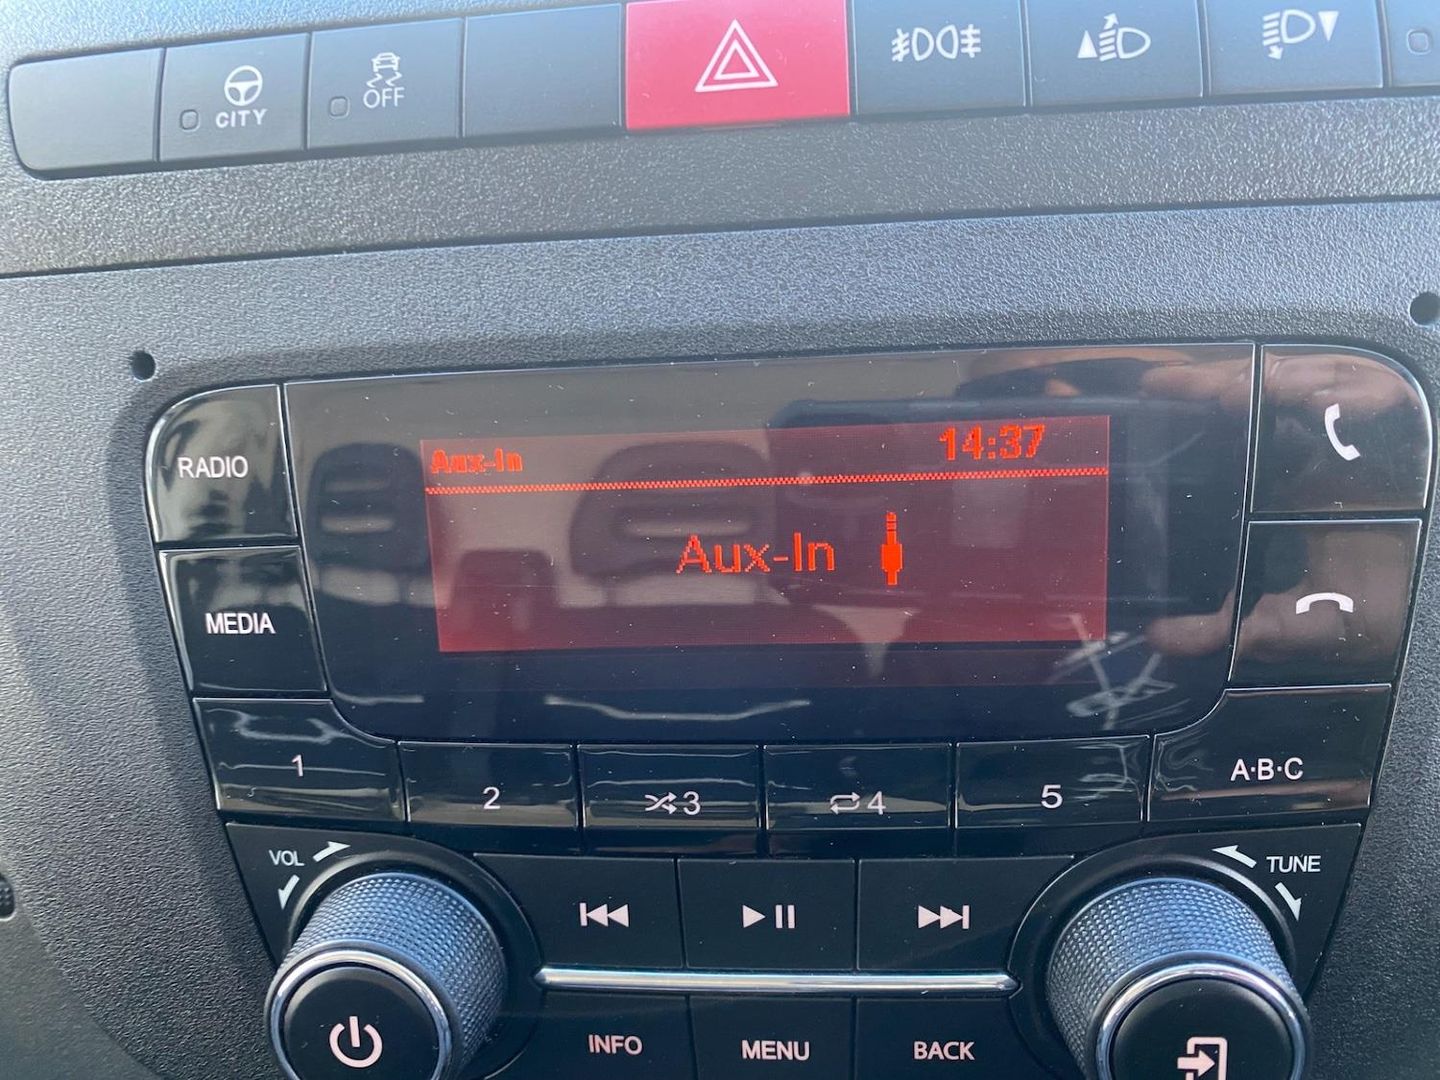 CITY
OFF
RADIO
Aux-In
14:37
Aux-In
MEDIA
1
2
3
4
5
A·B·C
VOL
TUNE
INFO
MENU
BACK